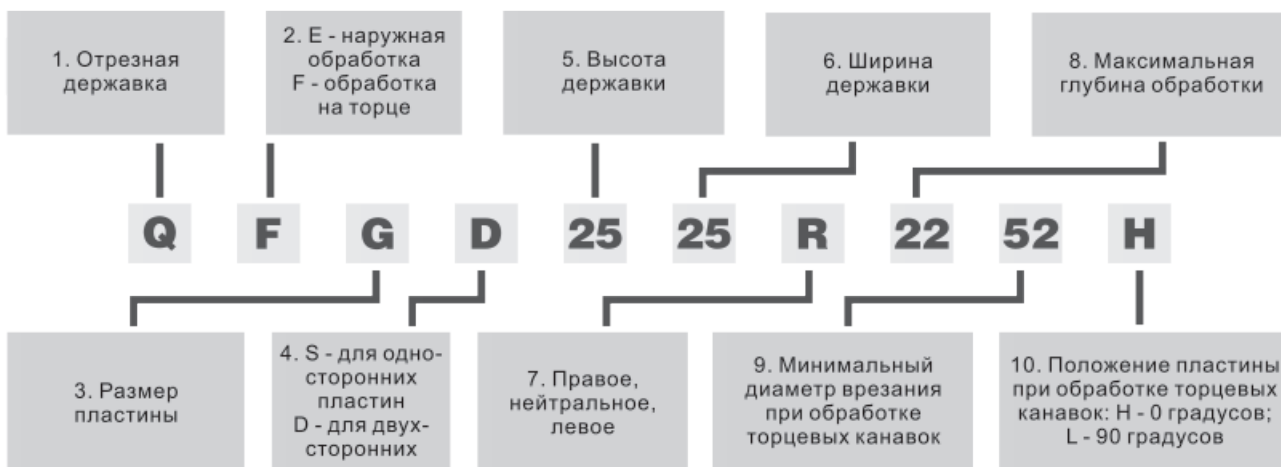 1. Отрезная
державка
2. E - наружная
обработка
F - обработка
на торце
5. Высота
державки
6. Ширина
державки
8. Максимальная
глубина обработки
Q F G D 25 25 R 22 52 H
3. Размер
пластины
4. S - для одно-
сторонних
пластин
D - для двух-
сторонних
7. Правое,
нейтральное,
левое
9. Минимальный
диаметр врезания
при обработке
торцевых канавок
10. Положение пластины
при обработке торцевых
канавок: H - 0 градусов;
L - 90 градусов